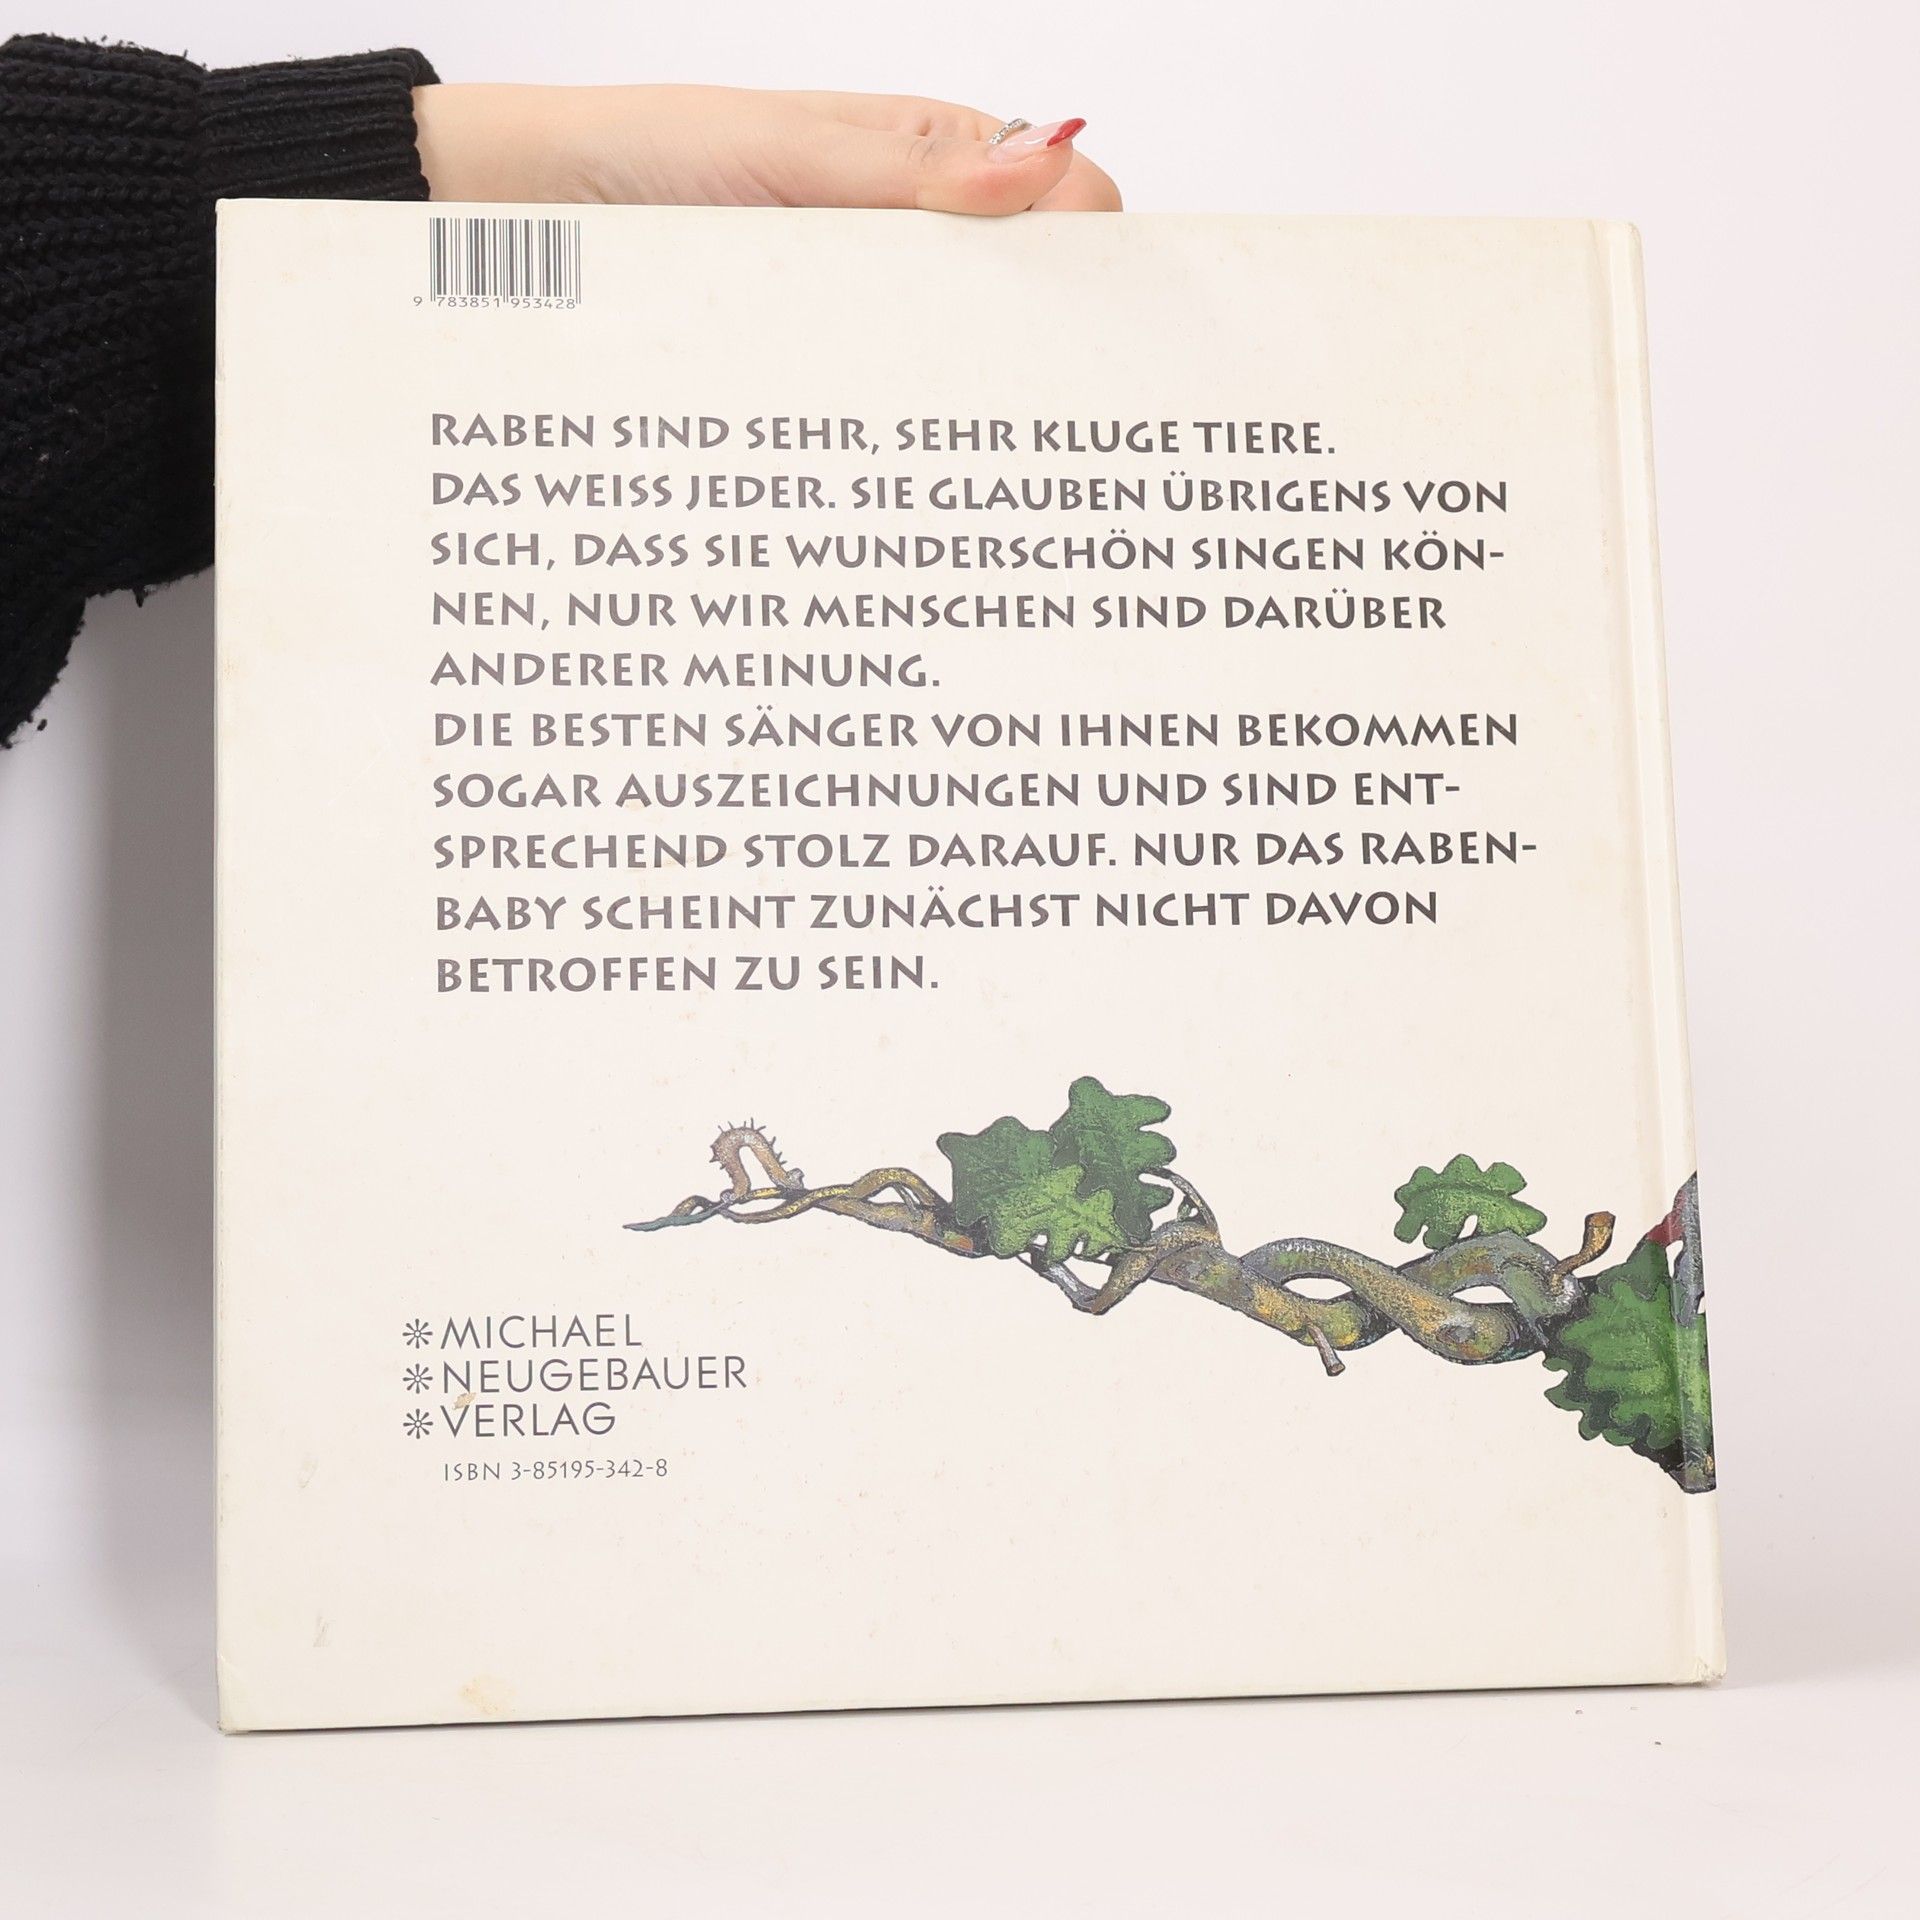 9 783851 953428
RABEN SIND SEHR, SEHR KLUGE TIERE.
DAS WEISS JEDER. SIE GLAUBEN ÜBRIGENS VON
SICH, DASS SIE WUNDERSCHÖN SINGEN KÖN-
NEN, NUR WIR MENSCHEN SIND DARÜBER
ANDERER MEINUNG.
DIE BESTEN SÄNGER VON IHNEN BEKOMMEN
SOGAR AUSZEICHNUNGEN UND SIND ENT-
SPRECHEND STOLZ DARAUF. NUR DAS RABEN-
BABY SCHEINT ZUNÄCHST NICHT DAVON
BETROFFEN ZU SEIN.
MICHAEL
NEUGEBAUER
VERLAG
ISBN 3-85195-342-8